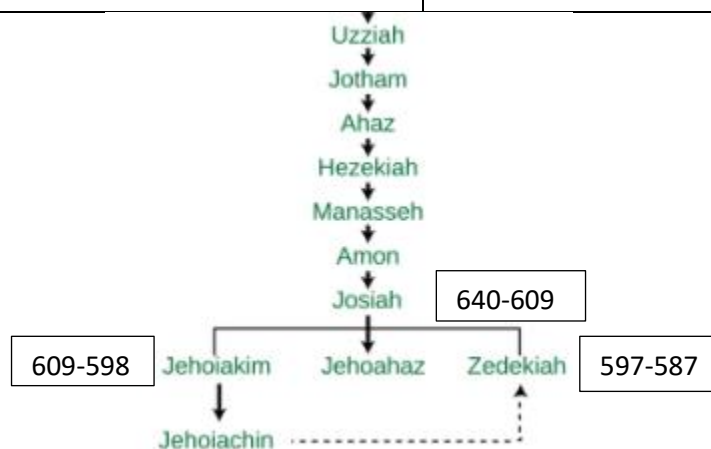 Uzziah
Jotham
Ahaz
Hezekiah
Manasseh
Amon
Josiah 640-609
609-598 Jehoiakim Jehoahaz Zedekiah 597-587
Jehoiachin